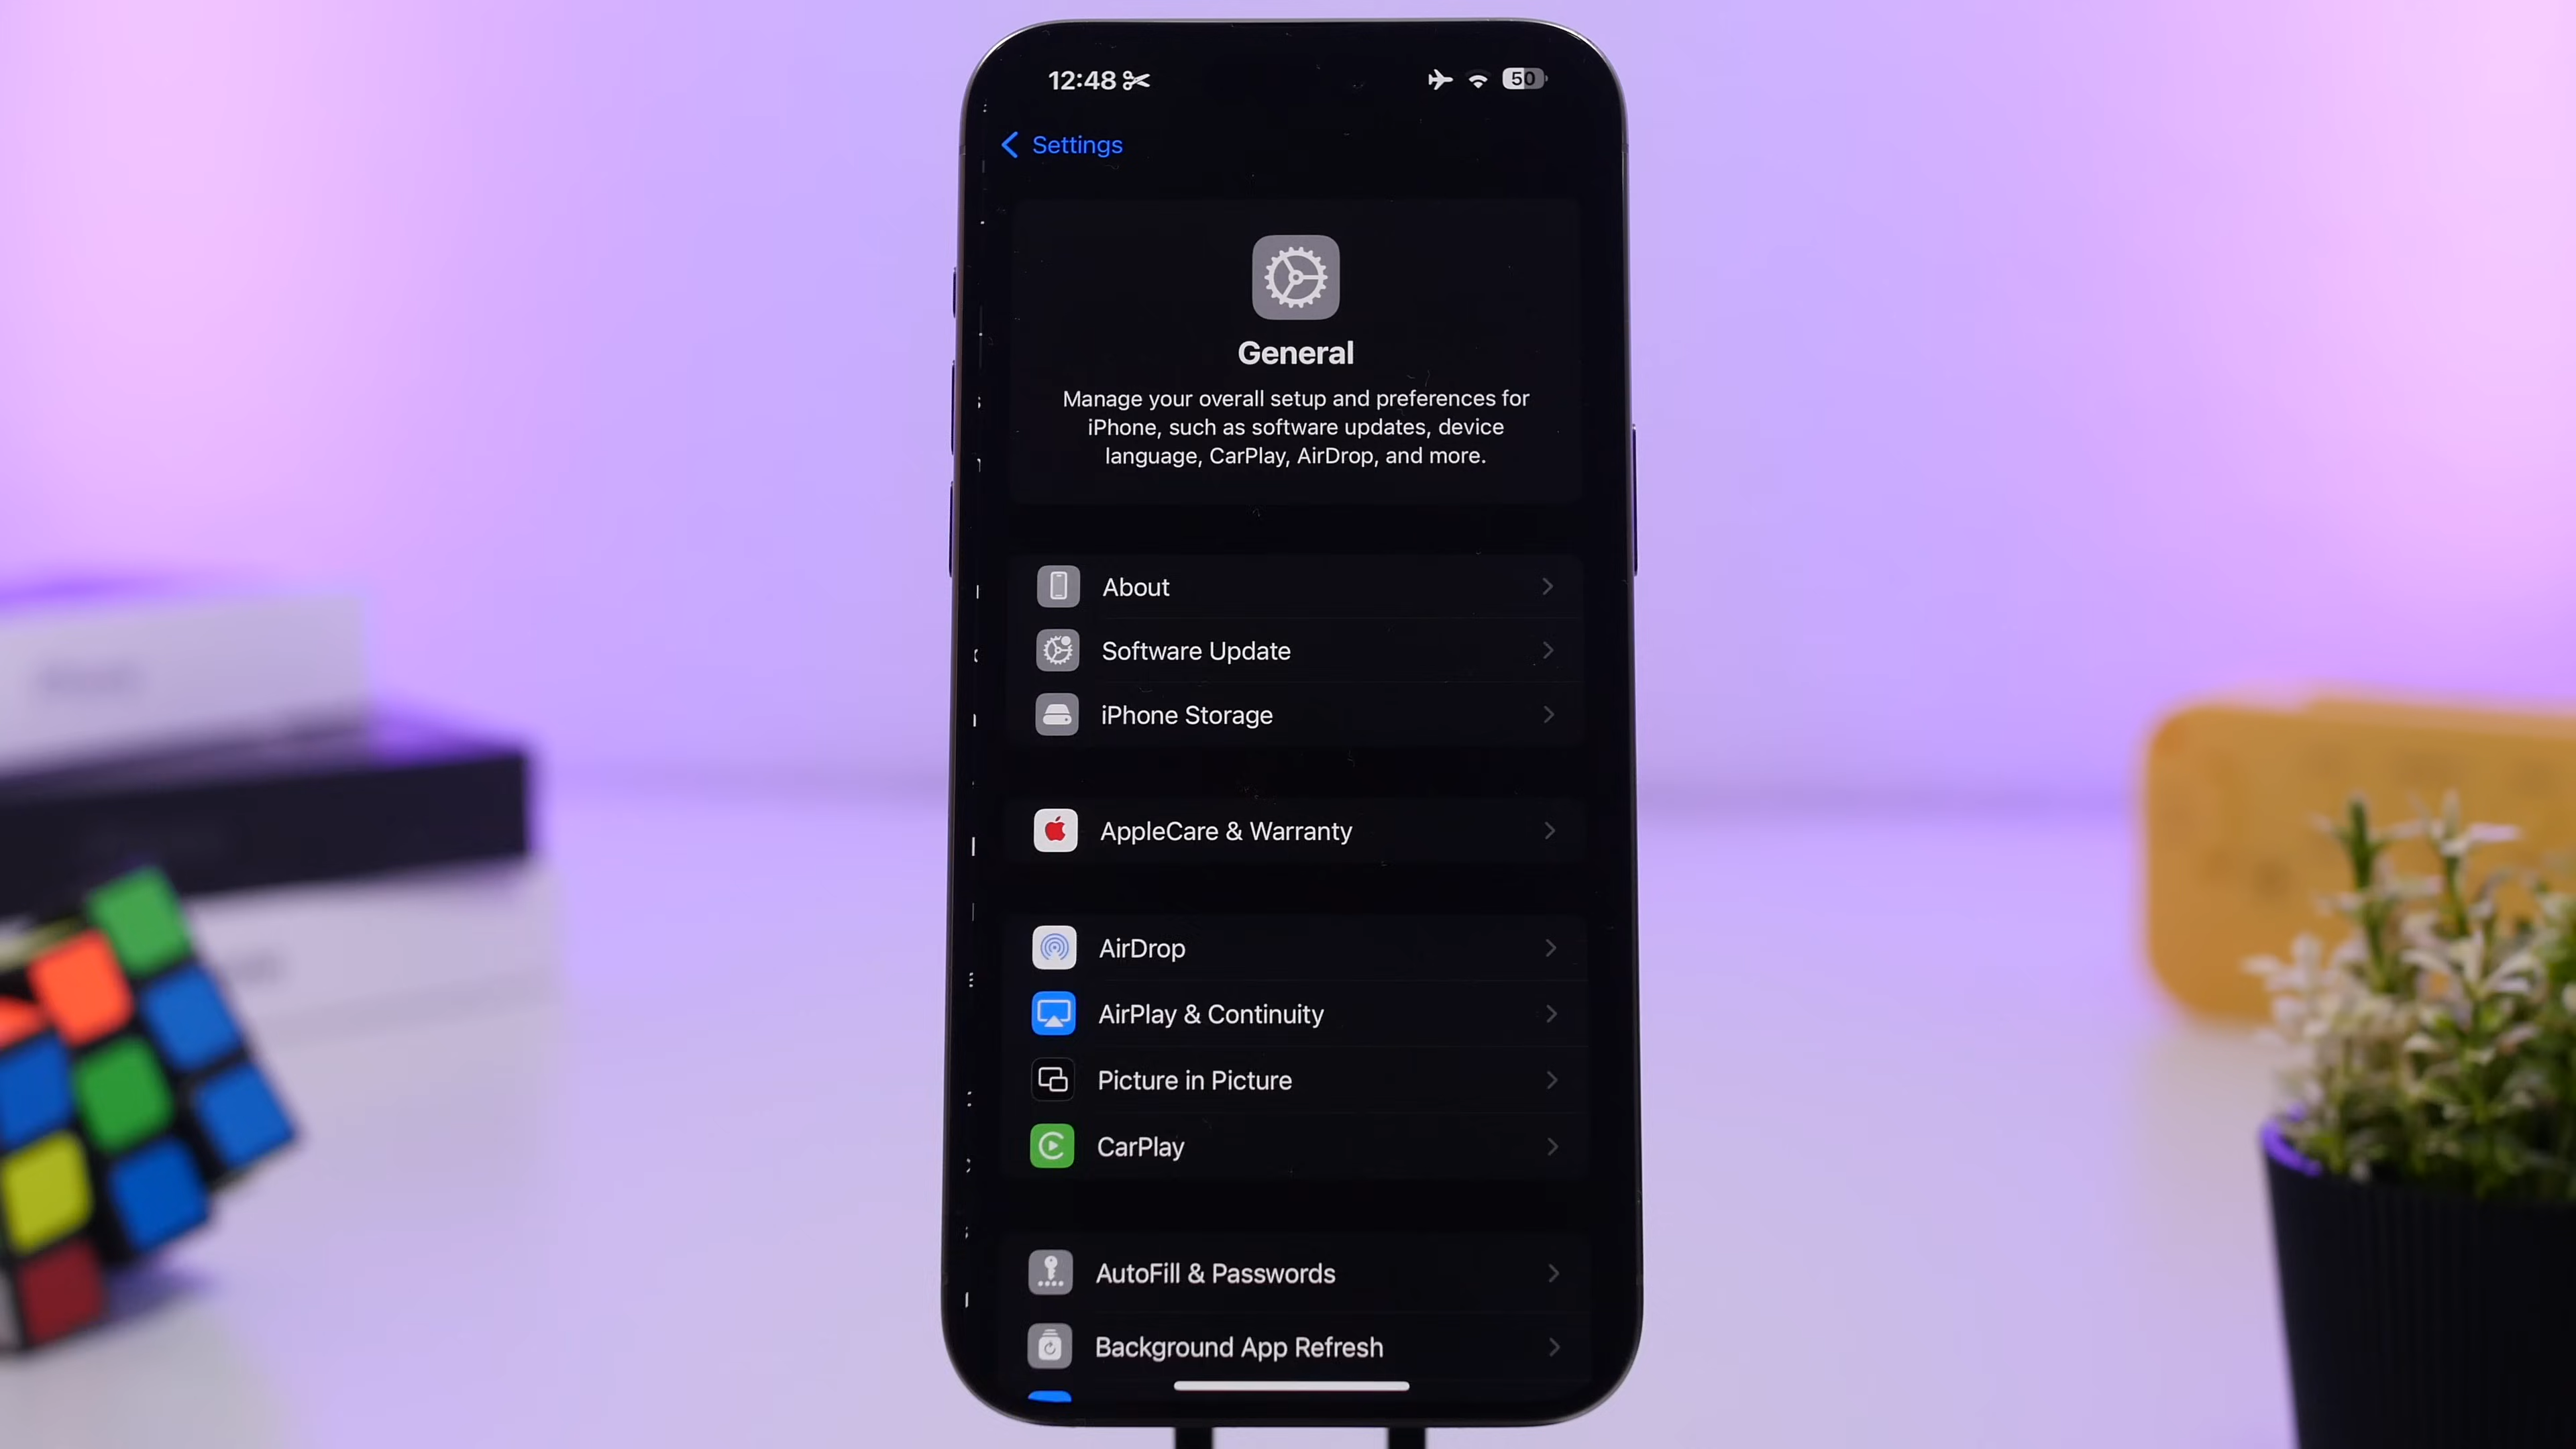 12:48
50
Settings
General
Manage your overall setup and preferences for
iPhone, such as software updates, device
language, CarPlay, AirDrop, and more.
About
Software Update
iPhone Storage
AppleCare & Warranty
AirDrop
AirPlay & Continuity
Picture in Picture
CarPlay
AutoFill & Passwords
Background App Refresh